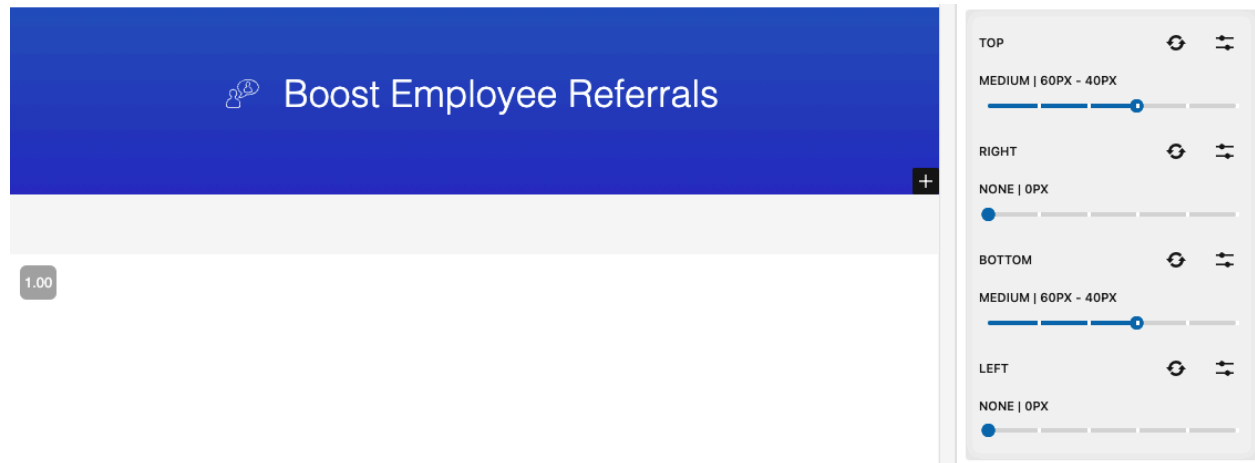 Boost Employee Referrals
+
1.00
TOP
MEDIUM | 60PX - 40PX
RIGHT
NONE | 0PX
BOTTOM
MEDIUM | 60PX - 40PX
LEFT
NONE | 0PX